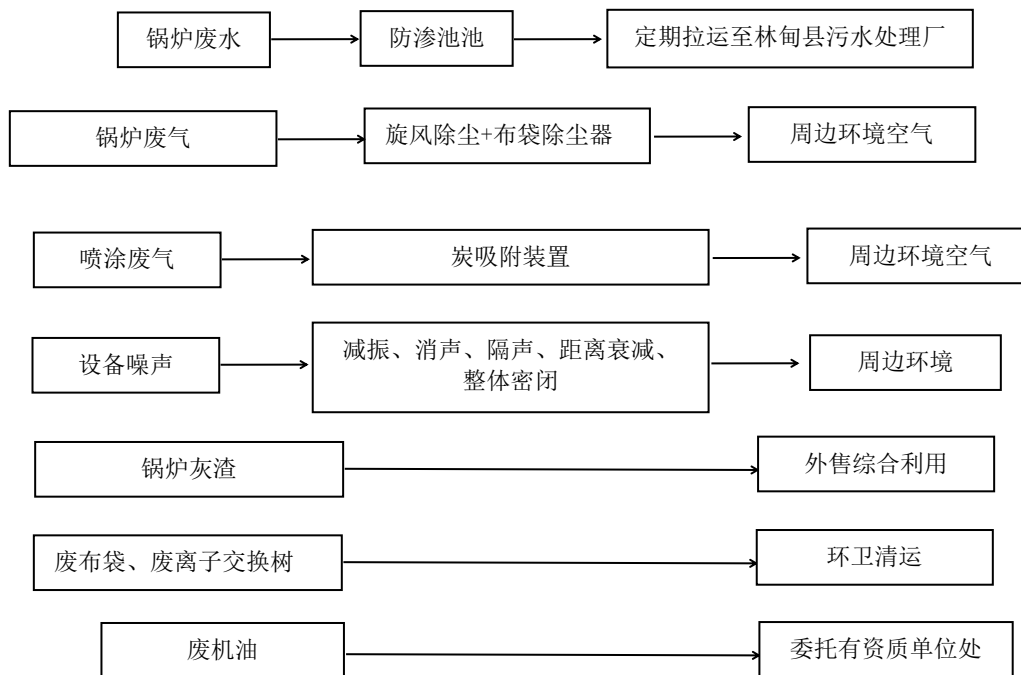 锅炉废水 防渗池池 定期拉运至林甸县污水处理厂
锅炉废气 旋风除尘+布袋除尘器 周边环境空气
喷涂废气 炭吸附装置 周边环境空气
设备噪声 减振、消声、隔声、距离衰减、
整体密闭 周边环境
锅炉灰渣 外售综合利用
废布袋、废离子交换树 环卫清运
废机油 委托有资质单位处